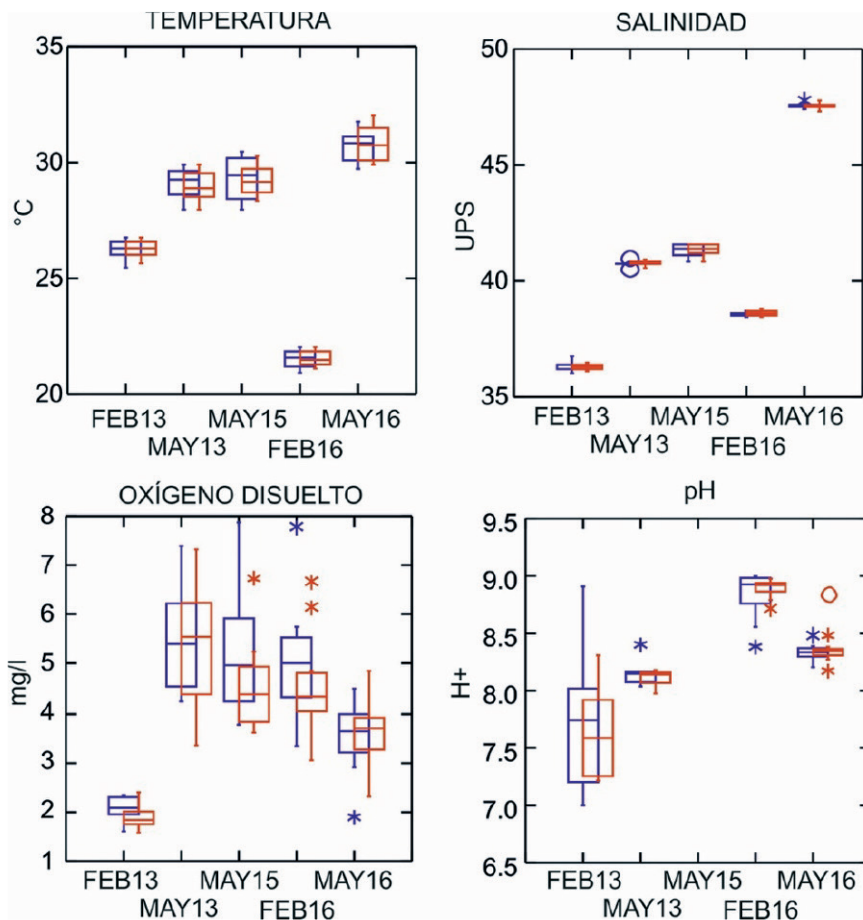 TEMPERATURA
35
30
25
20
°C
FEB13 MAY15 MAY16
MAY13 FEB16
SALINIDAD
50
45
40
35
UPS
FEB13 MAY15 MAY16
MAY13 FEB16
OXÍGENO DISUELTO
8
7
6
5
4
3
2
1
mg/l
FEB13 MAY15 MAY16
MAY13 FEB16
pH
9.5
9.0
8.5
8.0
7.5
7.0
6.5
H+
FEB13 MAY15 MAY16
MAY13 FEB16